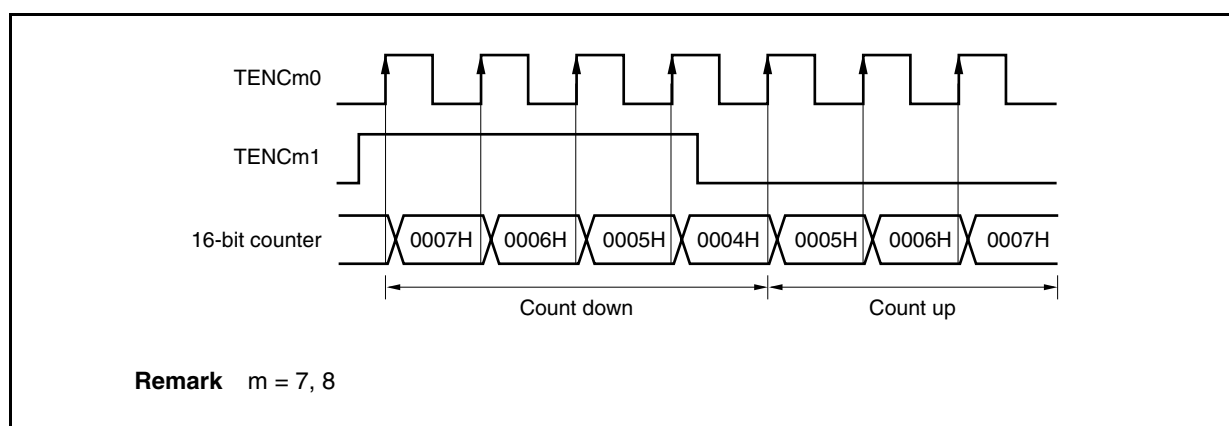 TENCm0
TENCm1
16-bit counter 0007H 0006H 0005H 0004H 0005H 0006H 0007H
Count down Count up
Remark m = 7, 8